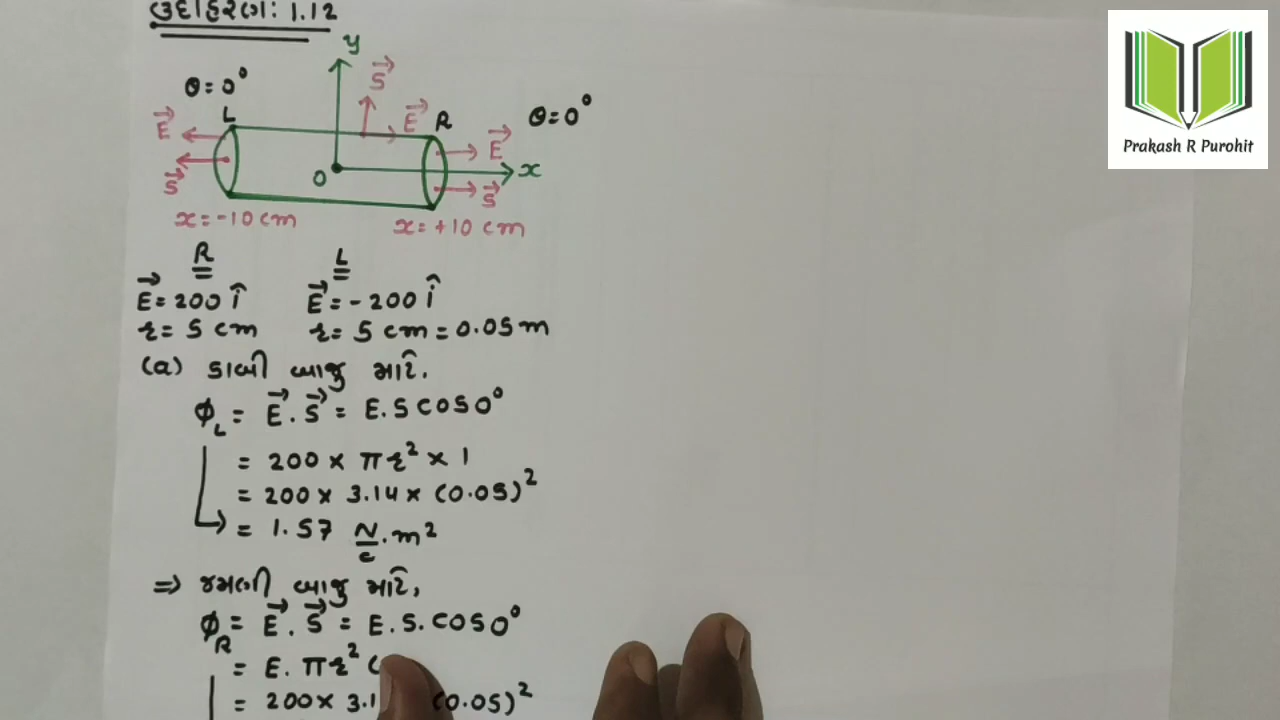 ઉદાહરણ: 1.12
y
θ = 0°
S⃗
L
E⃗
R
θ = 0°
E⃗
E⃗
x
O
S⃗
S⃗
x = -10 cm
x = +10 cm
R L
E⃗ = 200 î E⃗ = - 200 î
r = 5 cm r = 5 cm = 0.05 m
(a) ડાબી બાજુ માટે.
ϕL = E⃗ . S⃗ = E.S cos 0°
= 200 × πr² × 1
= 200 × 3.14 × (0.05)²
= 1.57 N/C . m²
⇒ જમણી બાજુ માટે,
ϕR = E⃗ . S⃗ = E. S. cos 0°
= E. πr² (
= 200 × 3.1 (0.05)²
Prakash R Purohit